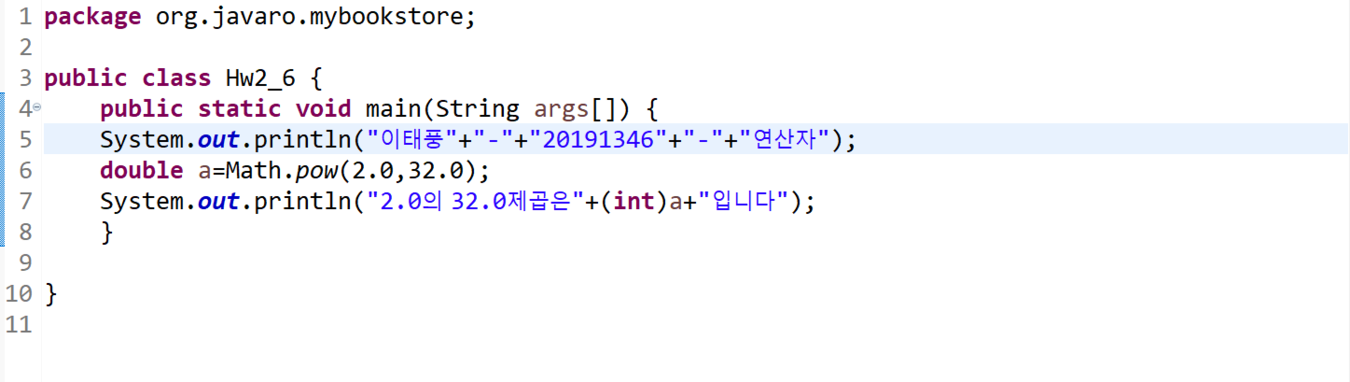 1 package org.javaro.mybookstore;
2
3 public class Hw2_6 {
4 public static void main(String args[]) {
5 System.out.println("이태풍"+"-"+"20191346"+"-"+"연산자");
6 double a=Math.pow(2.0,32.0);
7 System.out.println("2.0의 32.0제곱은"+(int)a+"입니다");
8 }
9
10 }
11